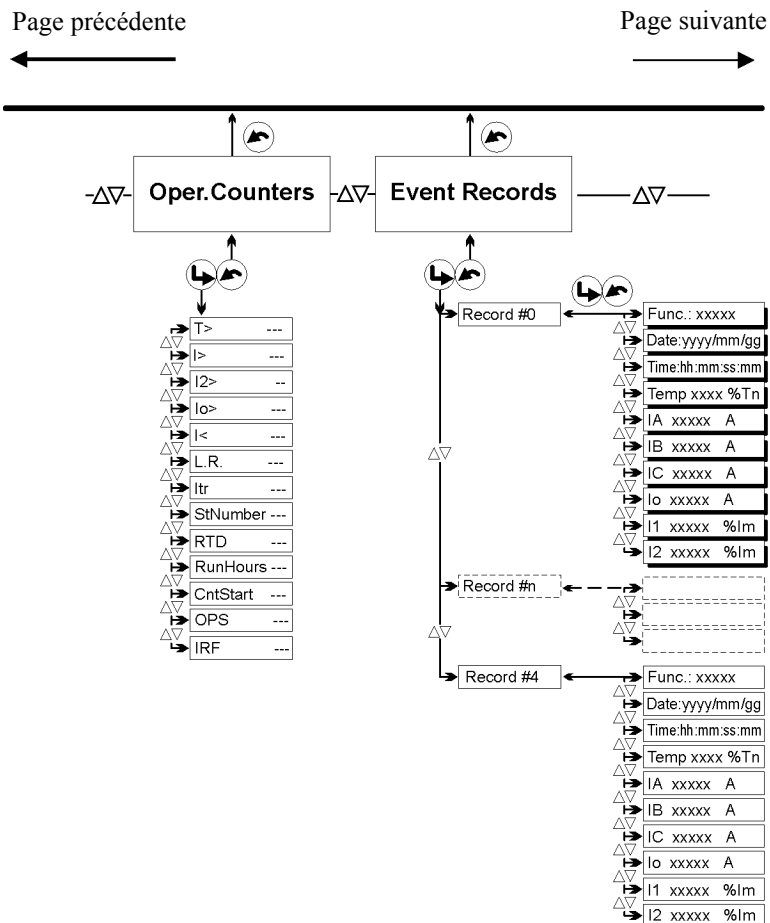 Page précédente
Page suivante
Oper.Counters
Event Records
T> ---
I> ---
I2> --
Io> ---
I< ---
L.R. ---
Itr ---
StNumber ---
RTD ---
RunHours ---
CntStart ---
OPS ---
IRF ---
Record #0
Func.: xxxxx
Date:yyyy/mm/gg
Time:hh:mm:ss:mm
Temp xxxx %Tn
IA xxxxx A
IB xxxxx A
IC xxxxx A
Io xxxxx A
I1 xxxxx %Im
I2 xxxxx %Im
Record #n
Record #4
Func.: xxxxx
Date:yyyy/mm/gg
Time:hh:mm:ss:mm
Temp xxxx %Tn
IA xxxxx A
IB xxxxx A
IC xxxxx A
Io xxxxx A
I1 xxxxx %Im
I2 xxxxx %Im